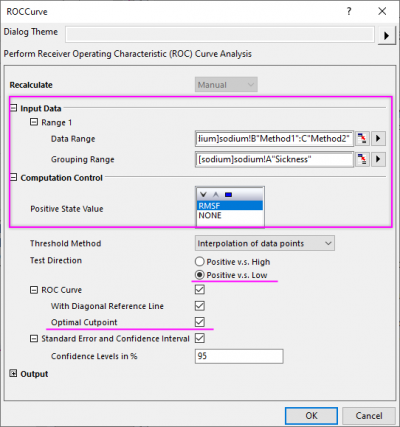 ROCCurve
Dialog Theme
Perform Receiver Operating Characteristic (ROC) Curve Analysis
Recalculate Manual
Input Data
Range 1
Data Range lium]sodium!B"Method1":C"Method2"
Grouping Range [sodium]sodium!A"Sickness"
Computation Control
Positive State Value
RMSF
NONE
Threshold Method Interpolation of data points
Test Direction Positive v.s. High
Positive v.s. Low
ROC Curve
With Diagonal Reference Line
Optimal Cutpoint
Standard Error and Confidence Interval
Confidence Levels in % 95
Output
OK Cancel